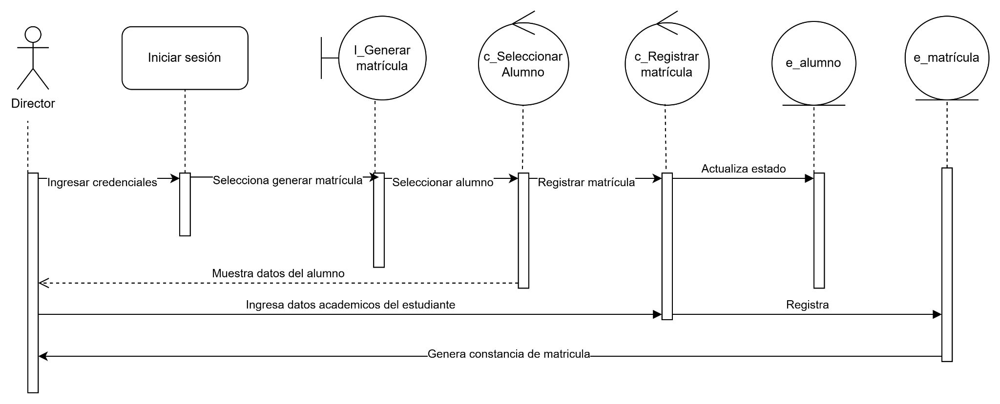 Director
Iniciar sesión
I_Generar
matrícula
c_Seleccionar
Alumno
c_Registrar
matrícula
e_alumno
e_matrícula
Ingresar credenciales
Selecciona generar matrícula
Seleccionar alumno
Registrar matrícula
Actualiza estado
Muestra datos del alumno
Ingresa datos academicos del estudiante
Registra
Genera constancia de matricula